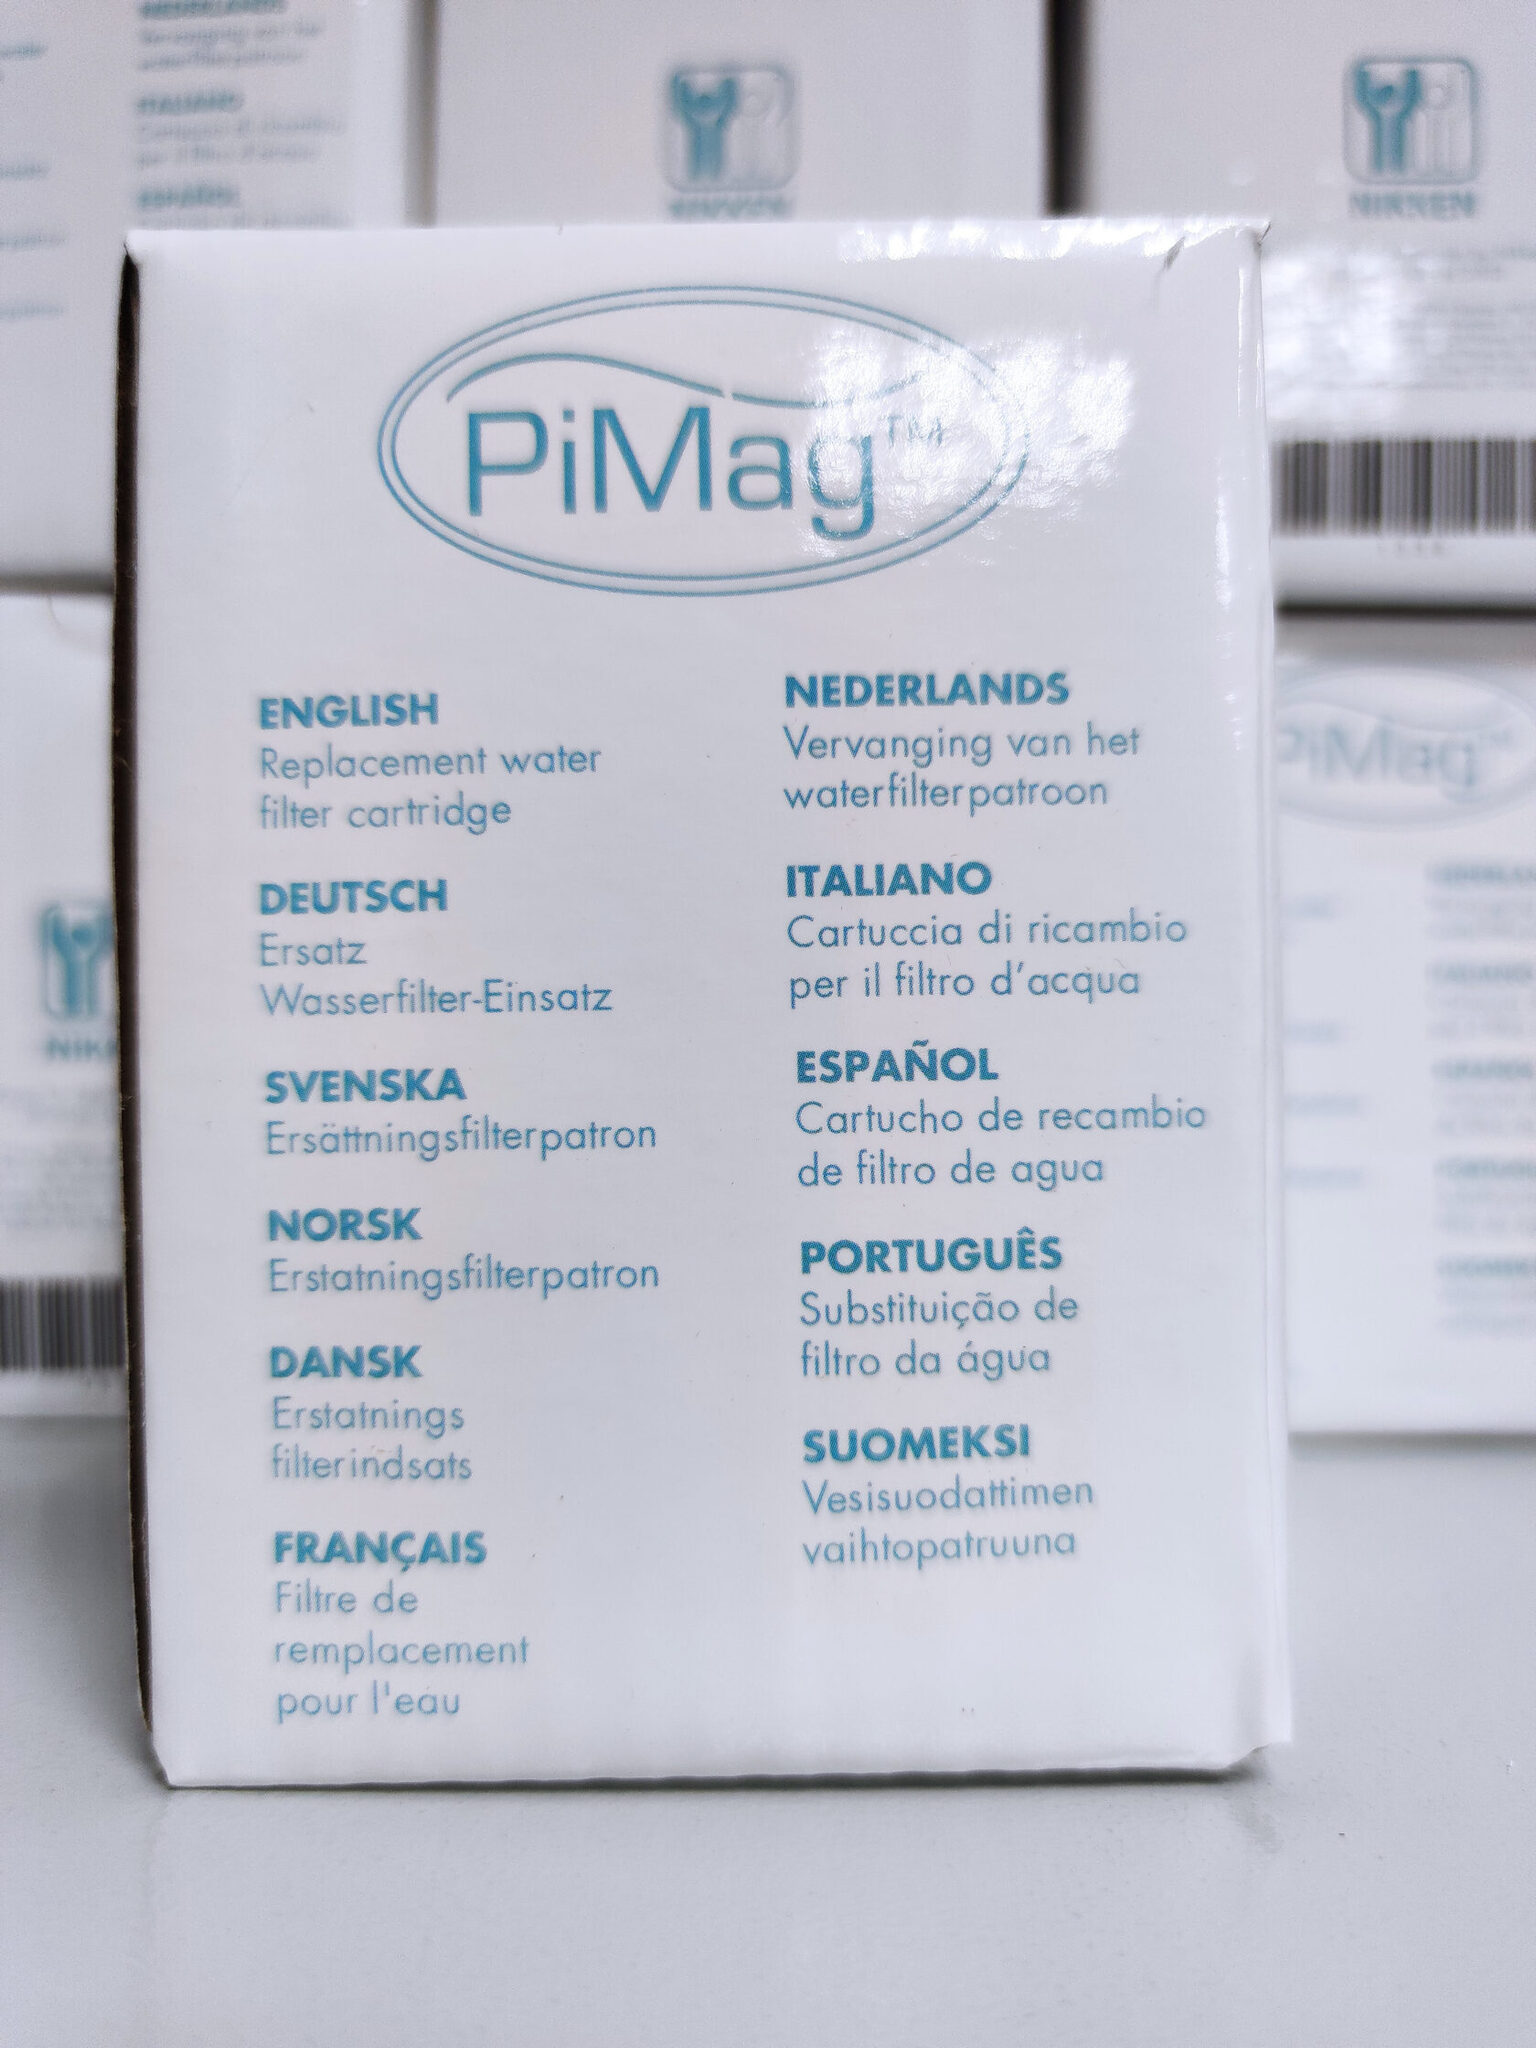 NIKKEN
PiMag™
ENGLISH
Replacement water
filter cartridge
DEUTSCH
Ersatz
Wasserfilter-Einsatz
SVENSKA
Ersättningsfilterpatron
NORSK
Erstatningsfilterpatron
DANSK
Erstatnings
filterindsats
FRANÇAIS
Filtre de
remplacement
pour l'eau
NEDERLANDS
Vervanging van het
waterfilterpatroon
ITALIANO
Cartuccia di ricambio
per il filtro d'acqua
ESPAÑOL
Cartucho de recambio
de filtro de agua
PORTUGUÊS
Substituição de
filtro da água
SUOMEKSI
Vesisuodattimen
vaihtopatruuna
PiMag